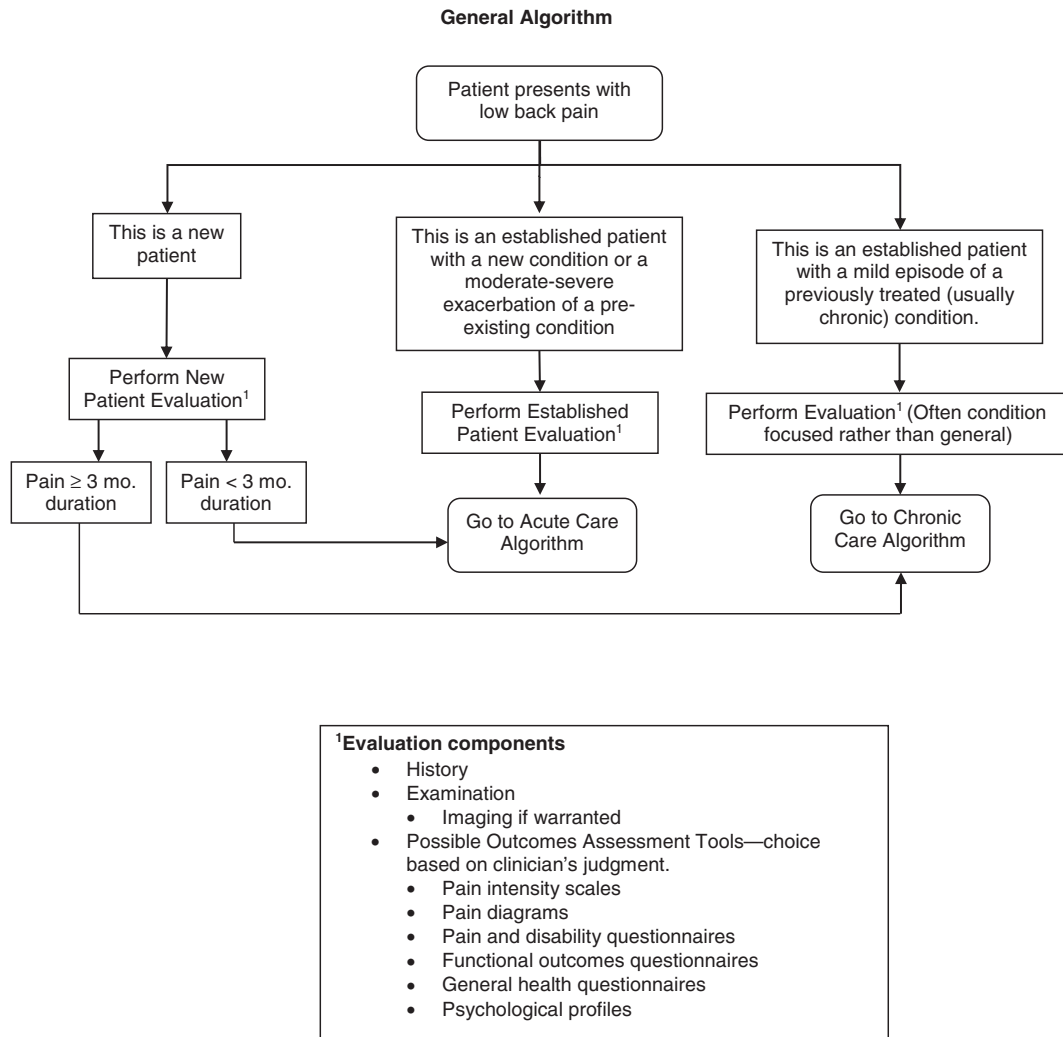 General Algorithm
Patient presents with
low back pain
This is a new
patient
This is an established patient
with a new condition or a
moderate-severe
exacerbation of a pre-
existing condition
This is an established patient
with a mild episode of a
previously treated (usually
chronic) condition.
Perform New
Patient Evaluation¹
Perform Established
Patient Evaluation¹
Perform Evaluation¹ (Often condition
focused rather than general)
Pain ≥ 3 mo.
duration
Pain < 3 mo.
duration
Go to Acute Care
Algorithm
Go to Chronic
Care Algorithm
¹Evaluation components
• History
• Examination
• Imaging if warranted
• Possible Outcomes Assessment Tools—choice
based on clinician's judgment.
• Pain intensity scales
• Pain diagrams
• Pain and disability questionnaires
• Functional outcomes questionnaires
• General health questionnaires
• Psychological profiles